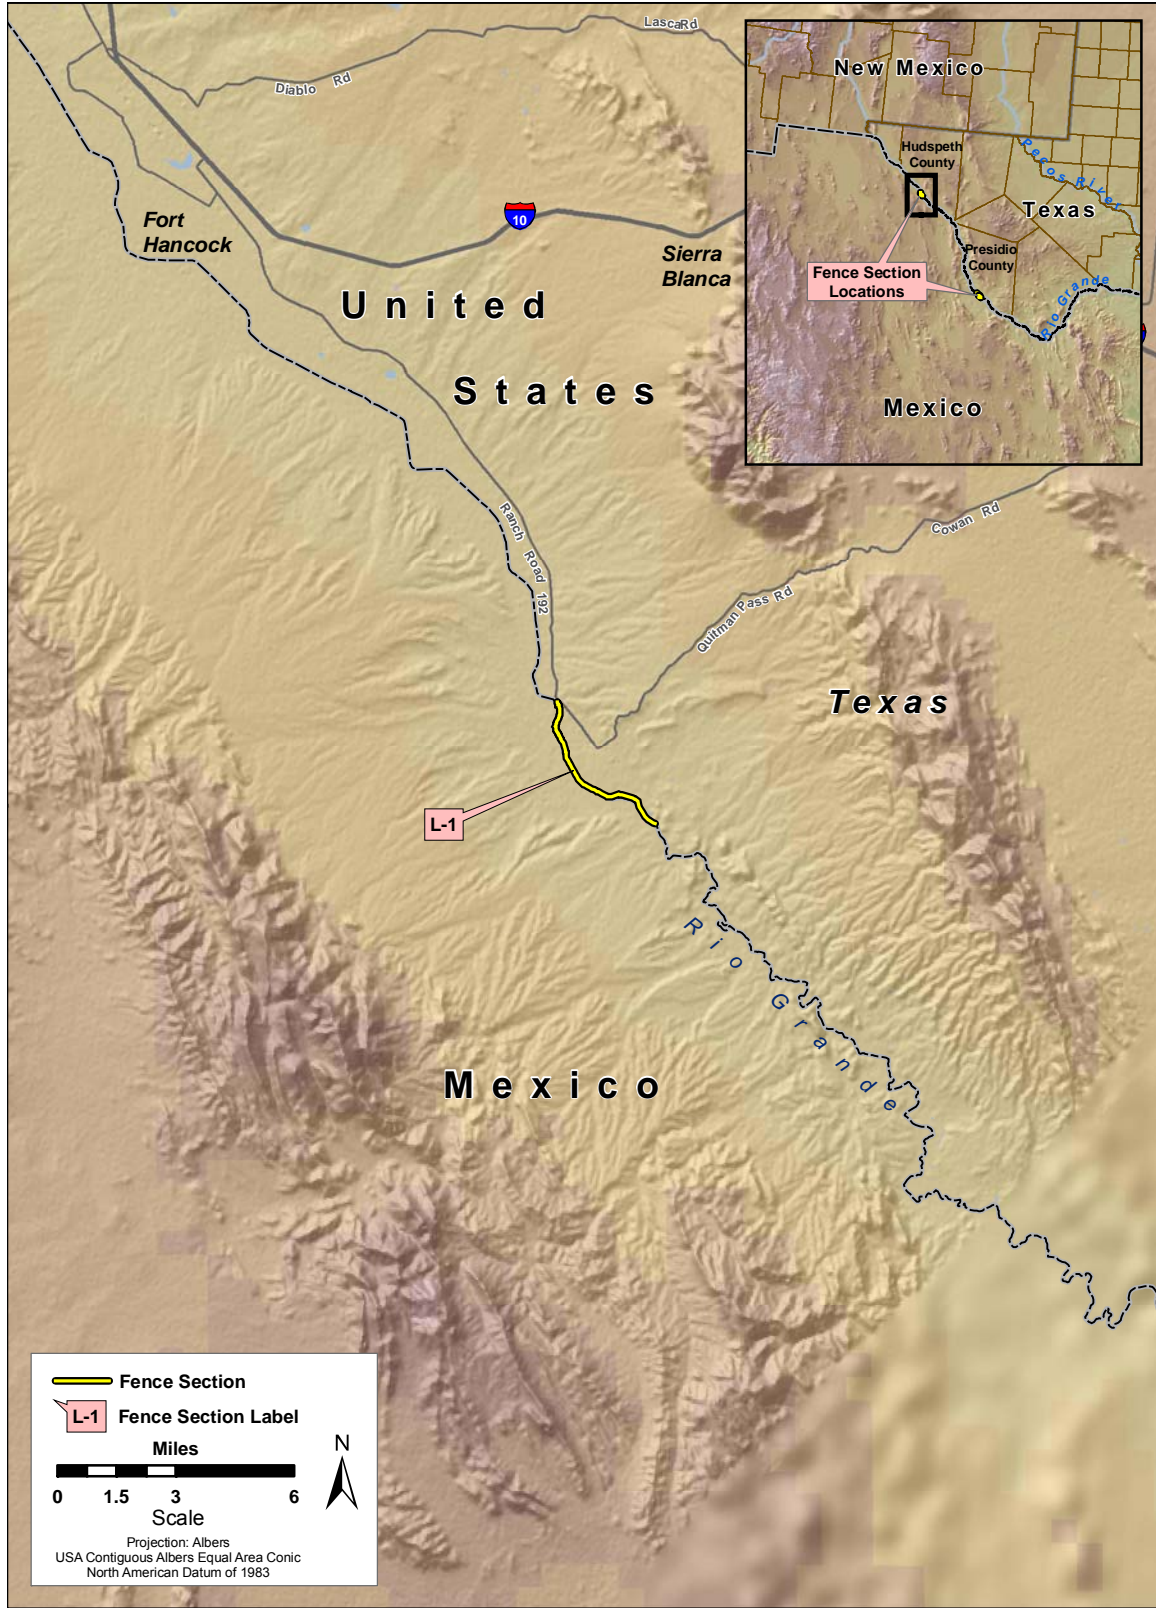 LascaRd
Diablo Rd
10
Fort
Hancock
Sierra
Blanca
United
States
New Mexico
Hudspeth
County
Pecos River
Texas
Presidio
County
Fence Section
Locations
Rio Grande
Mexico
Ranch Road 192
Cowan Rd
Quitman Pass Rd
Texas
L-1
Rio Grande
Mexico
Fence Section
L-1 Fence Section Label
Miles
N
0 1.5 3 6
Scale
Projection: Albers
USA Contiguous Albers Equal Area Conic
North American Datum of 1983